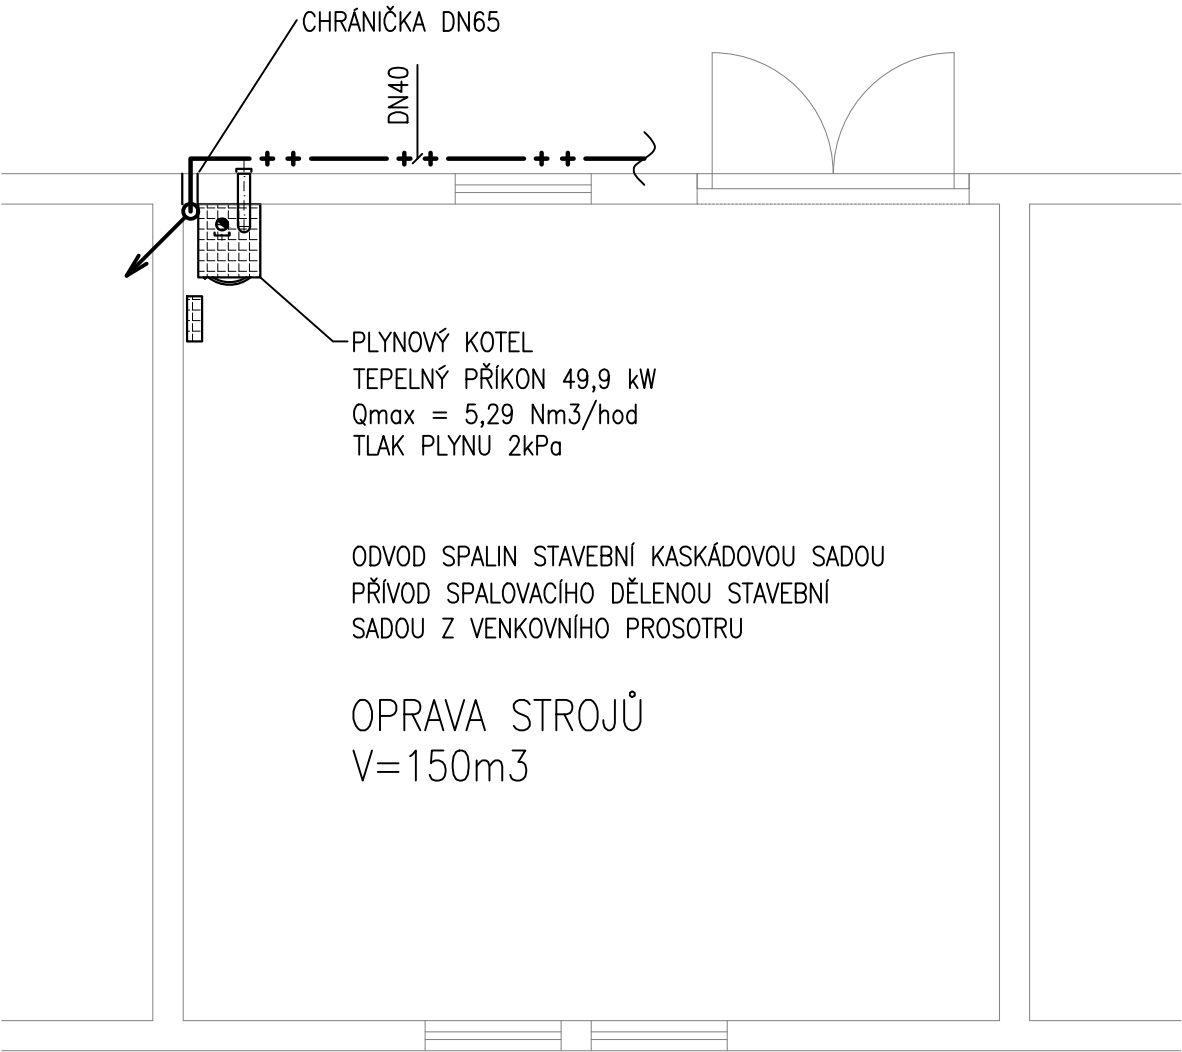 CHRÁNIČKA DN65
DN40
PLYNOVÝ KOTEL
TEPELNÝ PŘÍKON 49,9 kW
Qmax = 5,29 Nm3/hod
TLAK PLYNU 2kPa
ODVOD SPALIN STAVEBNÍ KASKÁDOVOU SADOU
PŘÍVOD SPALOVACÍHO DĚLENOU STAVEBNÍ
SADOU Z VENKOVNÍHO PROSOTRU
OPRAVA STROJŮ
V=150m3